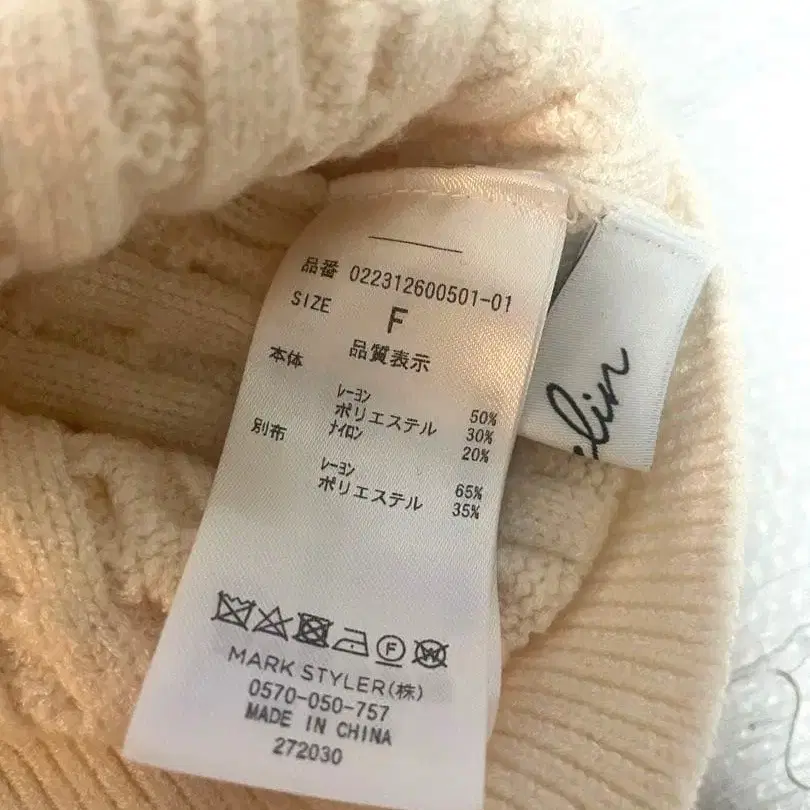 品番 022312600501-01
SIZE F
品質表示
本体
レーヨン 50%
ポリエステル 30%
ナイロン 20%
別布
レーヨン 65%
ポリエステル 35%
F W
MARK STYLER(株)
0570-050-757
MADE IN CHINA
272030